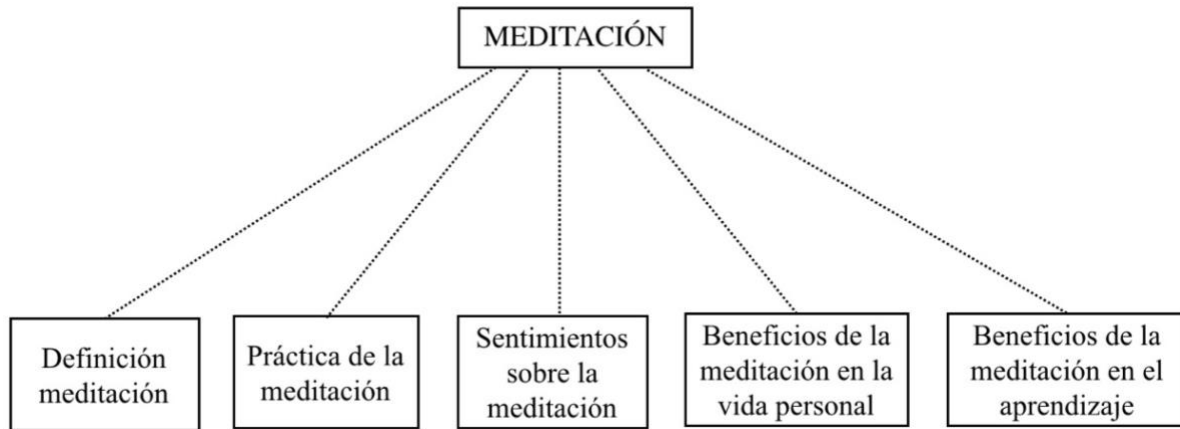 MEDITACIÓN
Definición
meditación
Práctica de la
meditación
Sentimientos
sobre la
meditación
Beneficios de la
meditación en la
vida personal
Beneficios de la
meditación en el
aprendizaje